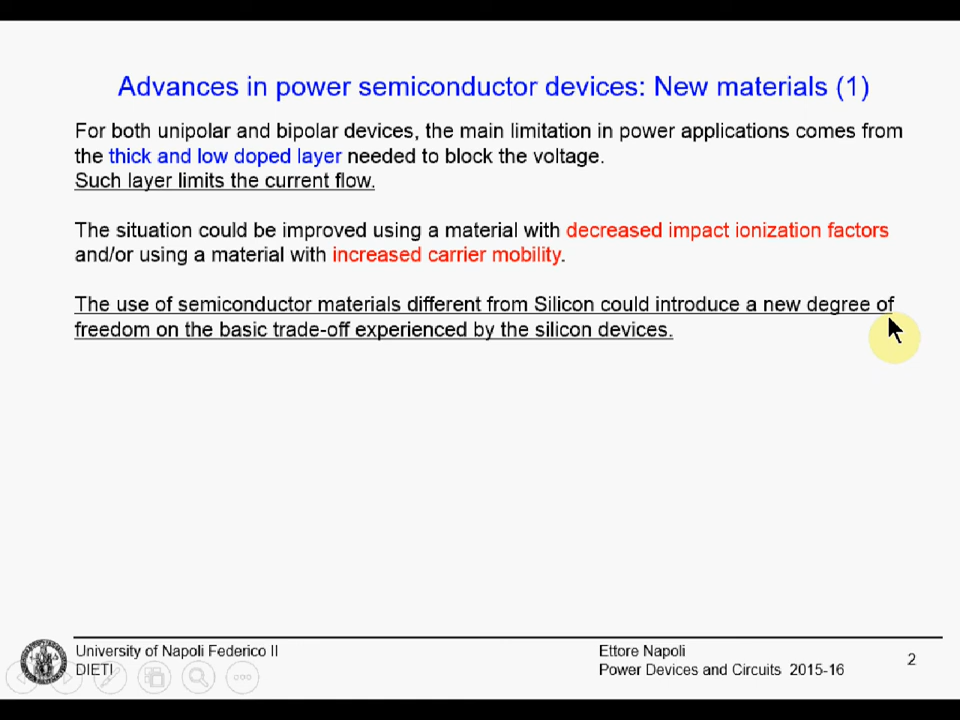 Advances in power semiconductor devices: New materials (1)
For both unipolar and bipolar devices, the main limitation in power applications comes from
the thick and low doped layer needed to block the voltage.
Such layer limits the current flow.
The situation could be improved using a material with decreased impact ionization factors
and/or using a material with increased carrier mobility.
The use of semiconductor materials different from Silicon could introduce a new degree of
freedom on the basic trade-off experienced by the silicon devices.
University of Napoli Federico II
DIETI
Ettore Napoli
Power Devices and Circuits 2015-16
2